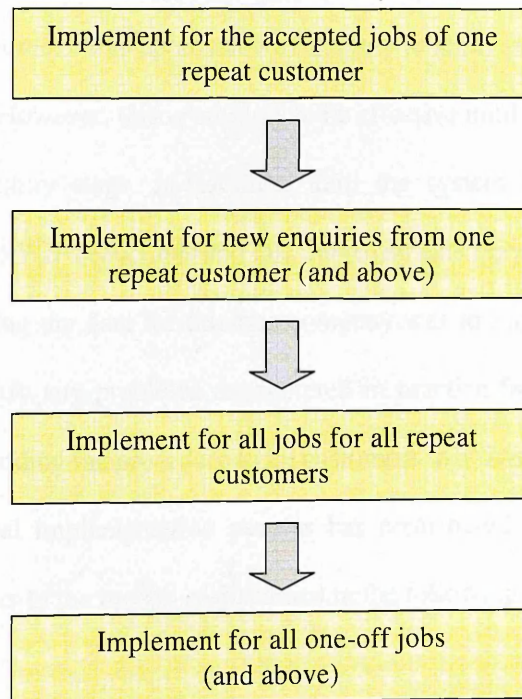 Implement for the accepted jobs of one
repeat customer
Implement for new enquiries from one
repeat customer (and above)
Implement for all jobs for all repeat
customers
Implement for all one-off jobs
(and above)